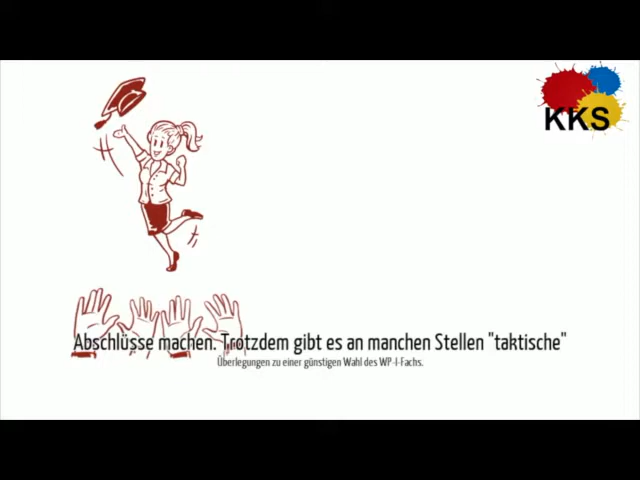 KKS
Abschlüsse machen. Trotzdem gibt es an manchen Stellen "taktische"
Überlegungen zu einer günstigen Wahl des WP-I-Fachs.